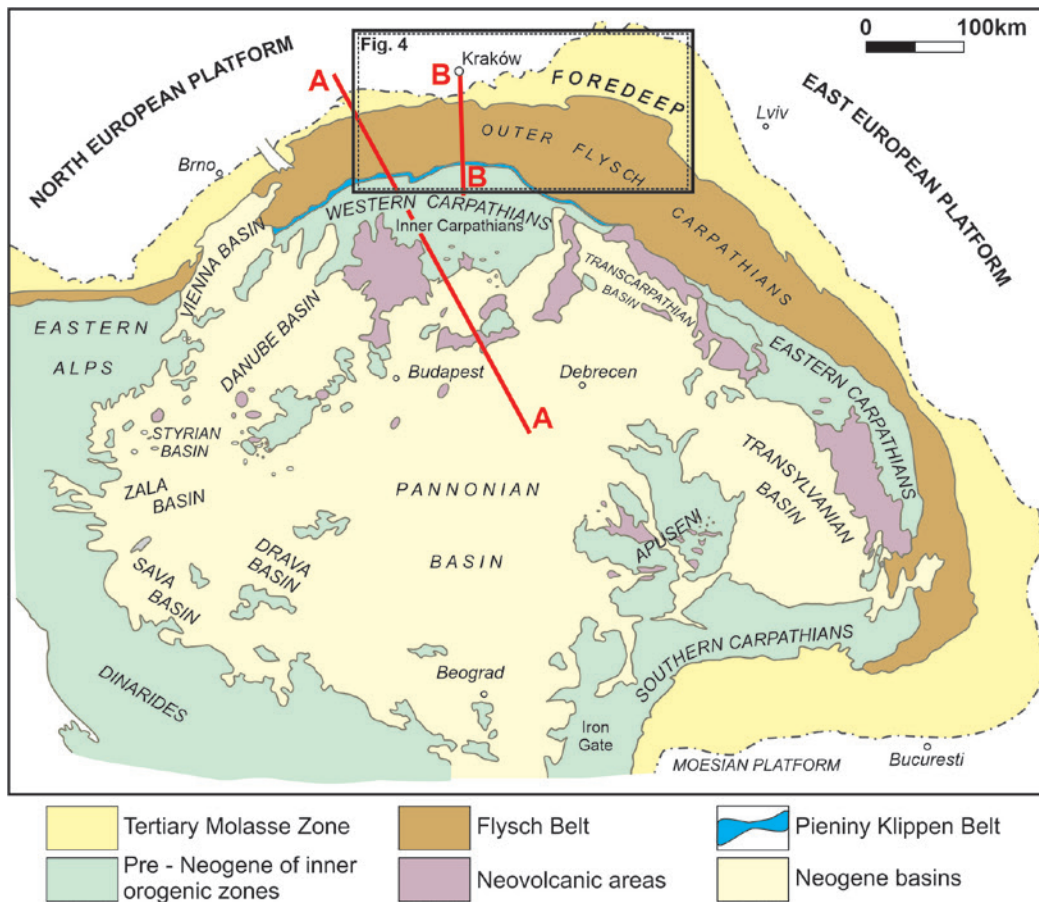 0 100km
Fig. 4
Kraków
A
B
FOREDEEP
NORTH EUROPEAN PLATFORM
EAST EUROPEAN PLATFORM
Lviv
OUTER FLYSCH
CARPATHIANS
Brno
B
WESTERN CARPATHIANS
Inner Carpathians
VIENNA BASIN
TRANSCARPATHIAN
BASIN
EASTERN
ALPS
DANUBE BASIN
Budapest
Debrecen
EASTERN CARPATHIANS
A
STYRIAN
BASIN
ZALA
BASIN
PANNONIAN
BASIN
TRANSYLVANIAN
BASIN
APUSENI
DRAVA
BASIN
SAVA
BASIN
SOUTHERN CARPATHIANS
DINARIDES
Beograd
Iron
Gate
MOESIAN PLATFORM
Bucuresti
Tertiary Molasse Zone
Flysch Belt
Pieniny Klippen Belt
Pre - Neogene of inner
orogenic zones
Neovolcanic areas
Neogene basins